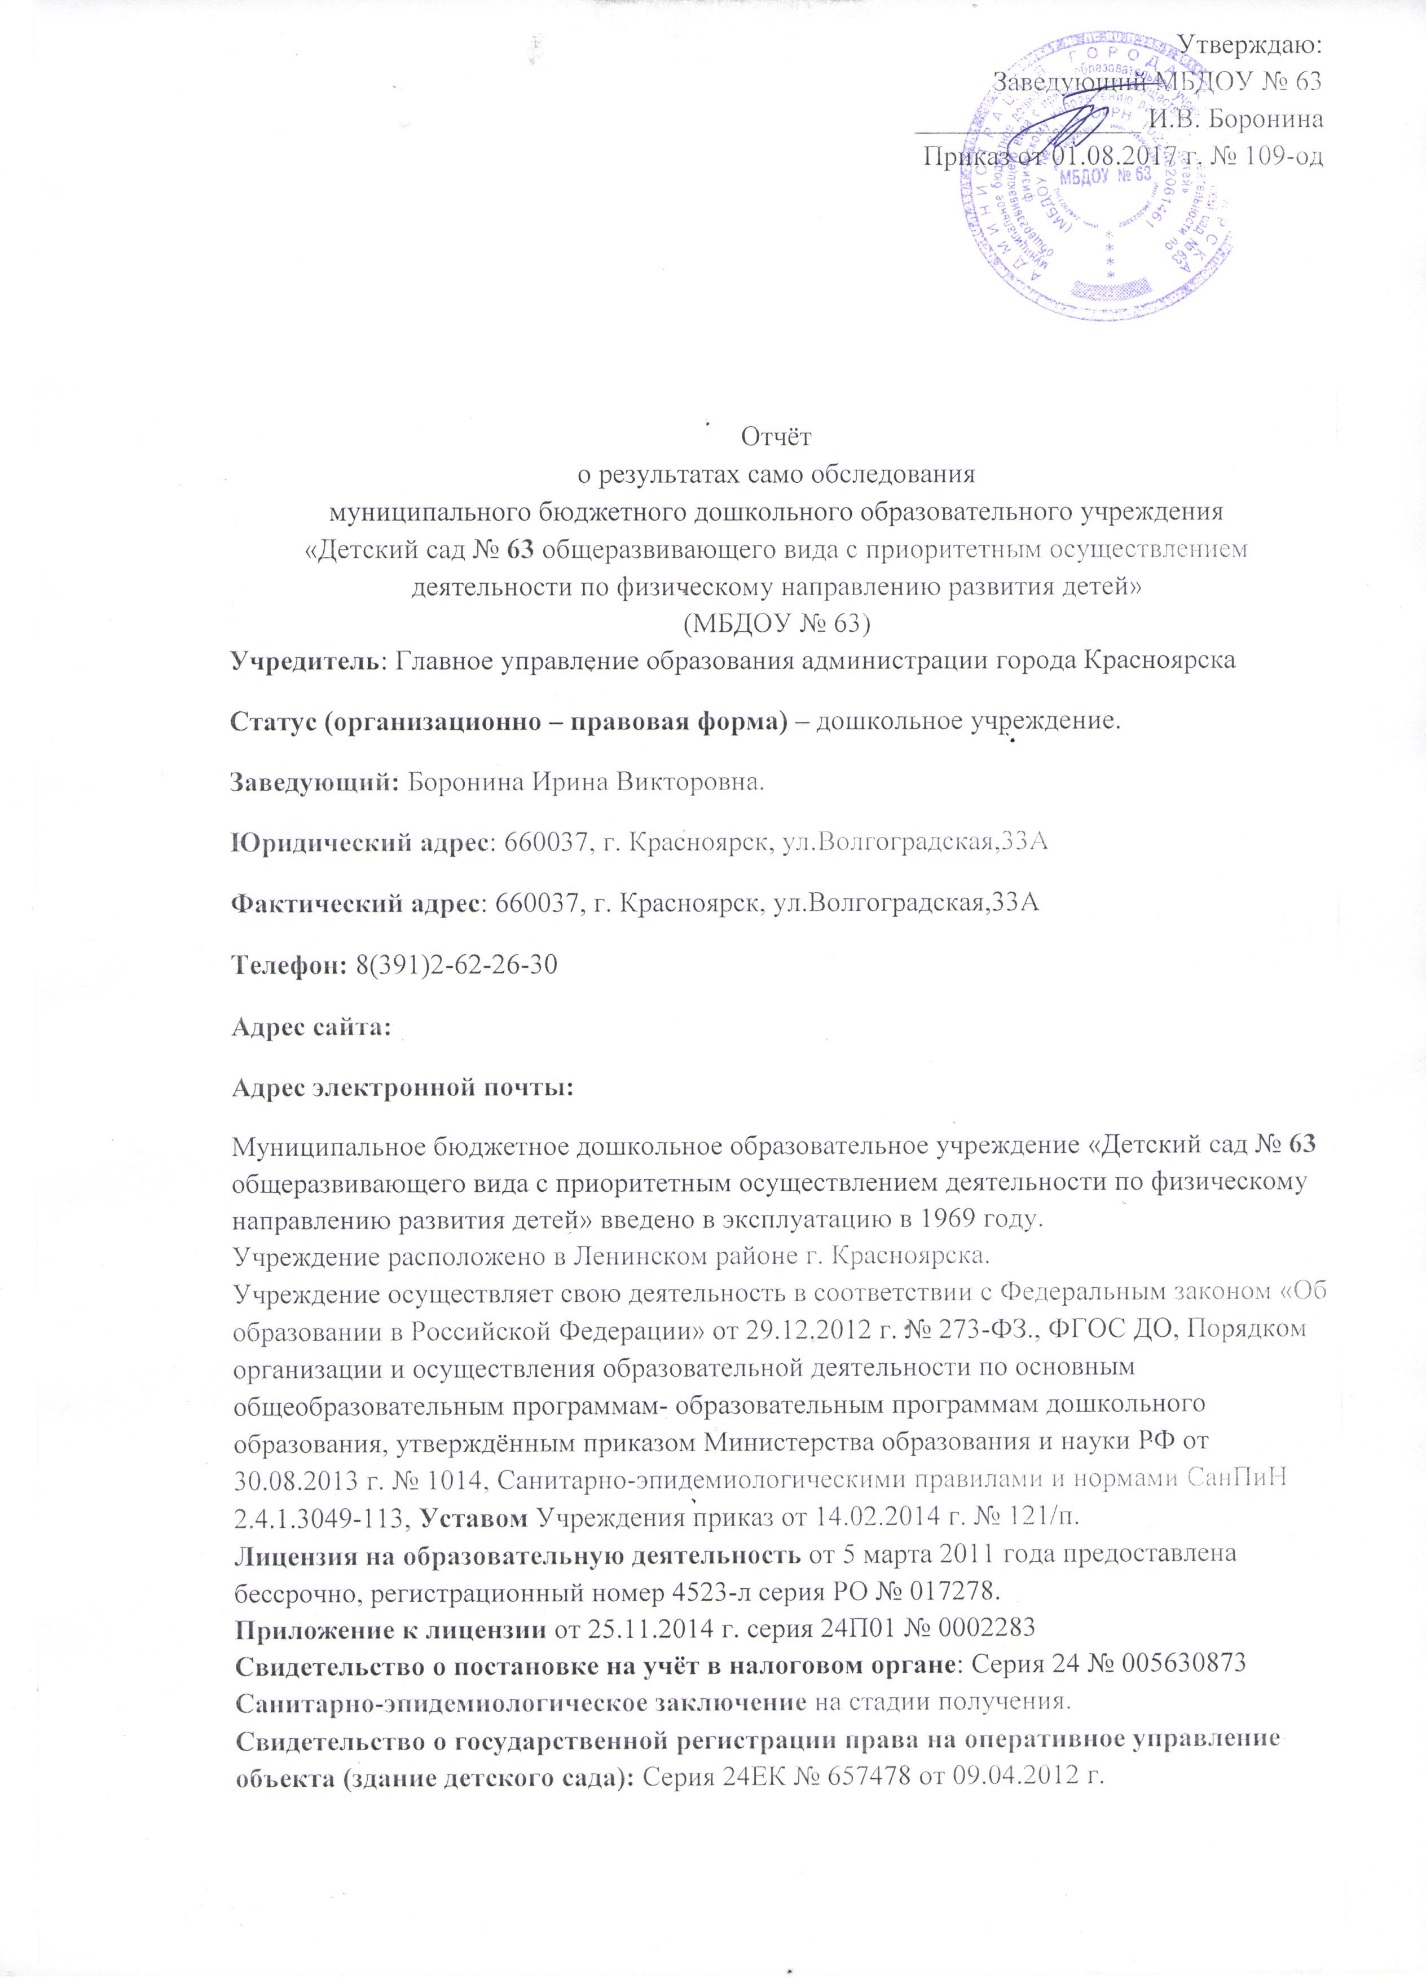 Утверждаю:
Заведующий МБДОУ № 63
И.В. Боронина
Приказ от 01.08.2017 г. № 109-од
МБДОУ № 63
Отчёт
о результатах само обследования
муниципального бюджетного дошкольного образовательного учреждения
«Детский сад № 63 общеразвивающего вида с приоритетным осуществлением
деятельности по физическому направлению развития детей»
(МБДОУ № 63)
Учредитель: Главное управление образования администрации города Красноярска
Статус (организационно – правовая форма) – дошкольное учреждение.
Заведующий: Боронина Ирина Викторовна.
Юридический адрес: 660037, г. Красноярск, ул.Волгоградская,33А
Фактический адрес: 660037, г. Красноярск, ул.Волгоградская,33А
Телефон: 8(391)2-62-26-30
Адрес сайта:
Адрес электронной почты:
Муниципальное бюджетное дошкольное образовательное учреждение «Детский сад № 63
общеразвивающего вида с приоритетным осуществлением деятельности по физическому
направлению развития детей» введено в эксплуатацию в 1969 году.
Учреждение расположено в Ленинском районе г. Красноярска.
Учреждение осуществляет свою деятельность в соответствии с Федеральным законом «Об
образовании в Российской Федерации» от 29.12.2012 г. № 273-ФЗ., ФГОС ДО, Порядком
организации и осуществления образовательной деятельности по основным
общеобразовательным программам- образовательным программам дошкольного
образования, утверждённым приказом Министерства образования и науки РФ от
30.08.2013 г. № 1014, Санитарно-эпидемиологическими правилами и нормами СанПиН
2.4.1.3049-113, Уставом Учреждения приказ от 14.02.2014 г. № 121/п.
Лицензия на образовательную деятельность от 5 марта 2011 года предоставлена
бессрочно, регистрационный номер 4523-л серия РО № 017278.
Приложение к лицензии от 25.11.2014 г. серия 24П01 № 0002283
Свидетельство о постановке на учёт в налоговом органе: Серия 24 № 005630873
Санитарно-эпидемиологическое заключение на стадии получения.
Свидетельство о государственной регистрации права на оперативное управление
объекта (здание детского сада): Серия 24ЕК № 657478 от 09.04.2012 г.